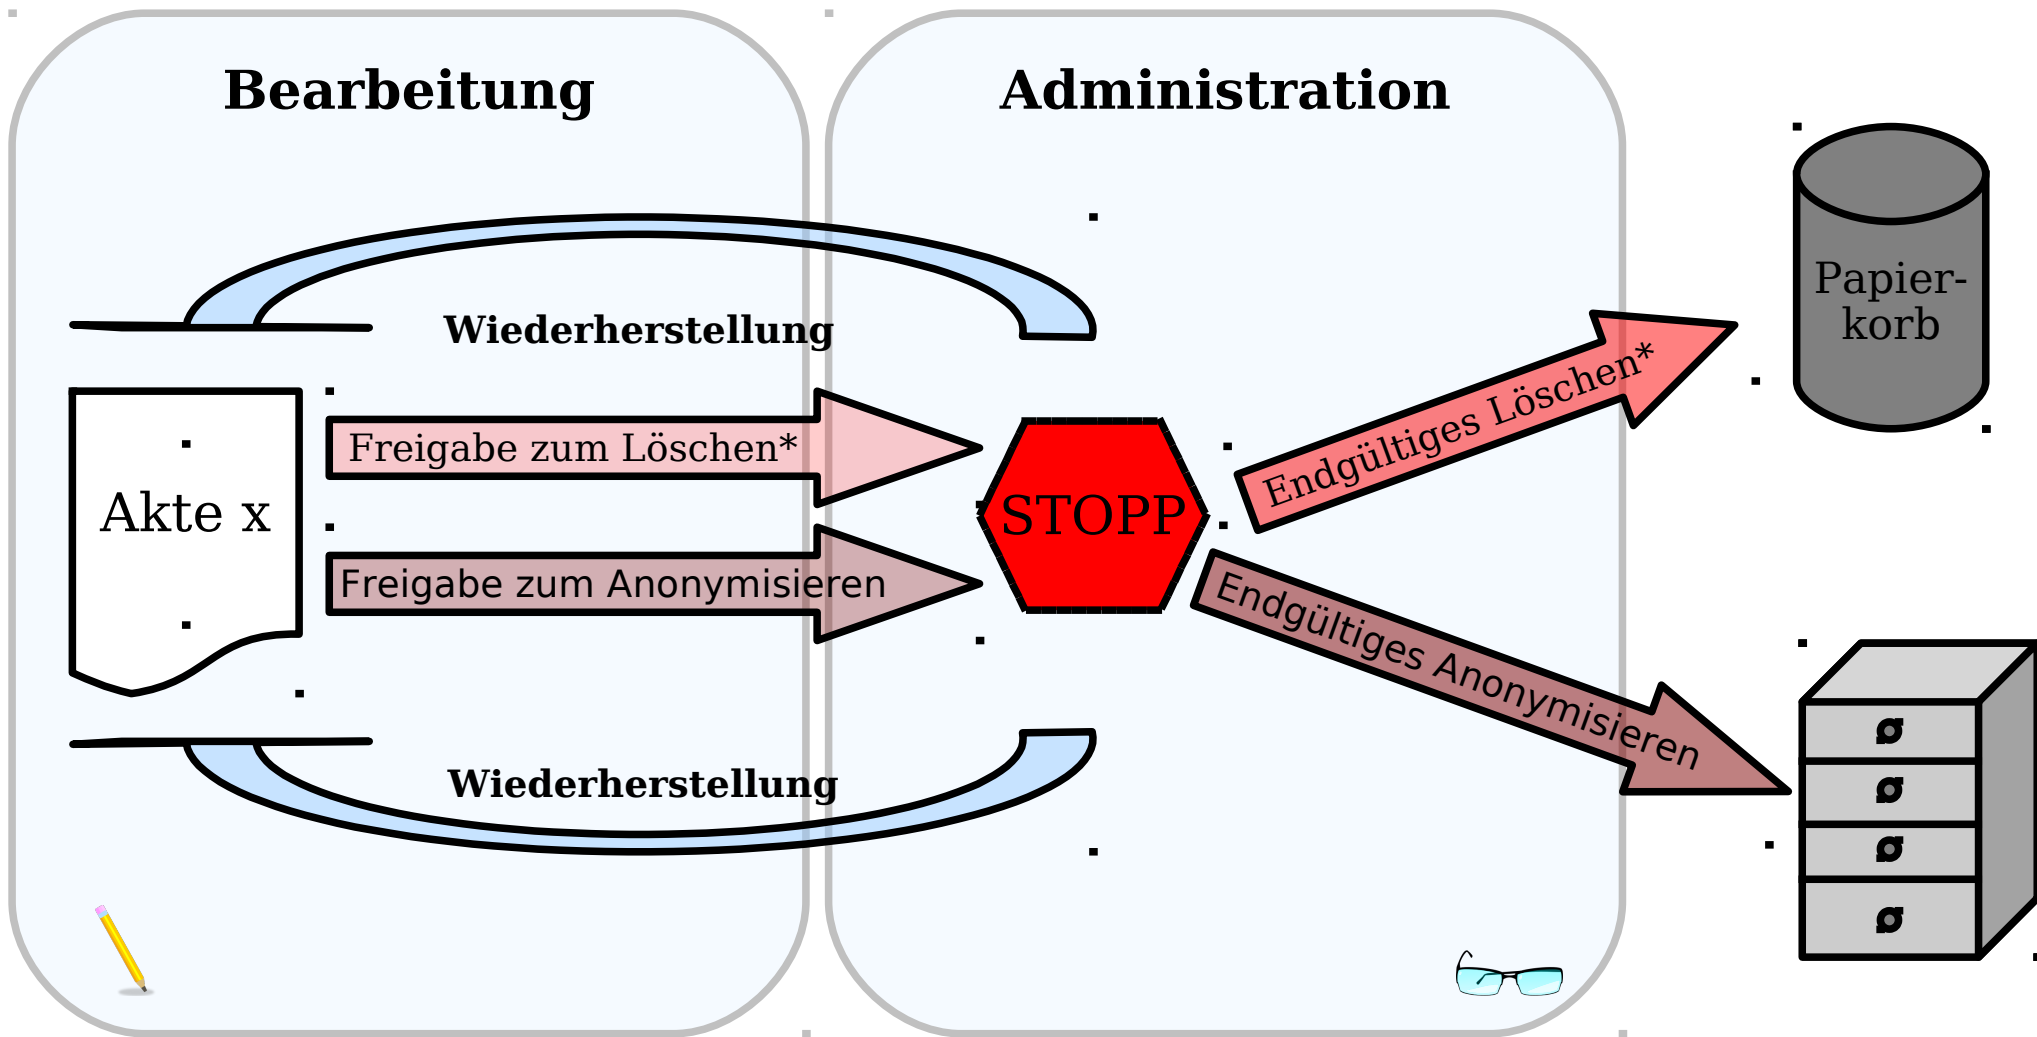 Bearbeitung
Administration
Papier-
korb
Wiederherstellung
Endgültiges Löschen*
Freigabe zum Löschen*
Akte x
STOPP
Freigabe zum Anonymisieren
Endgültiges Anonymisieren
Wiederherstellung